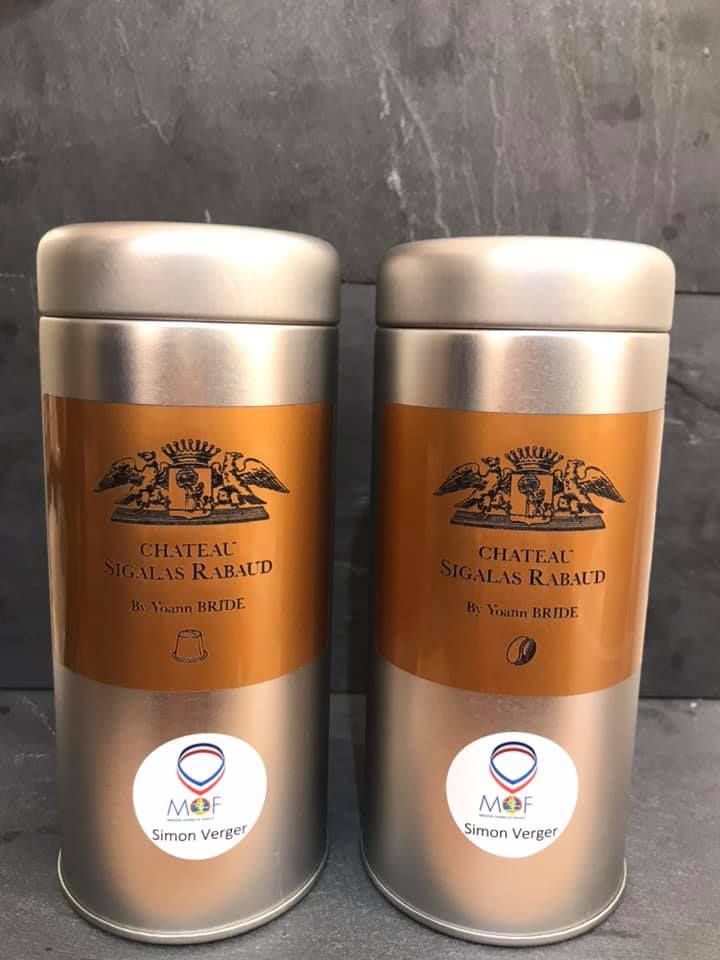 CHATEAU
SIGALAS RABAUD
By Yoann BRIDE
MOF
Simon Verger
CHATEAU
SIGALAS RABAUD
By Yoann BRIDE
MOF
Simon Verger